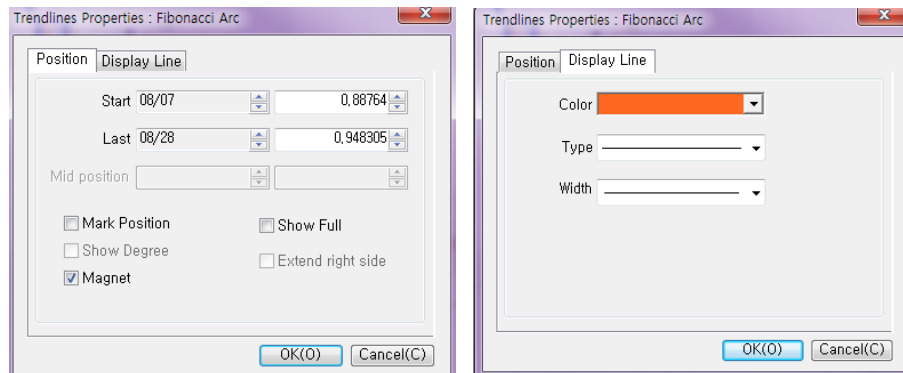 Trendlines Properties : Fibonacci Arc
Position
Display Line
Start 08/07 0,88764
Last 08/28 0,948305
Mid position
Mark Position
Show Full
Show Degree
Extend right side
Magnet
OK(O)
Cancel(C)
Trendlines Properties : Fibonacci Arc
Position
Display Line
Color
Type
Width
OK(O)
Cancel(C)